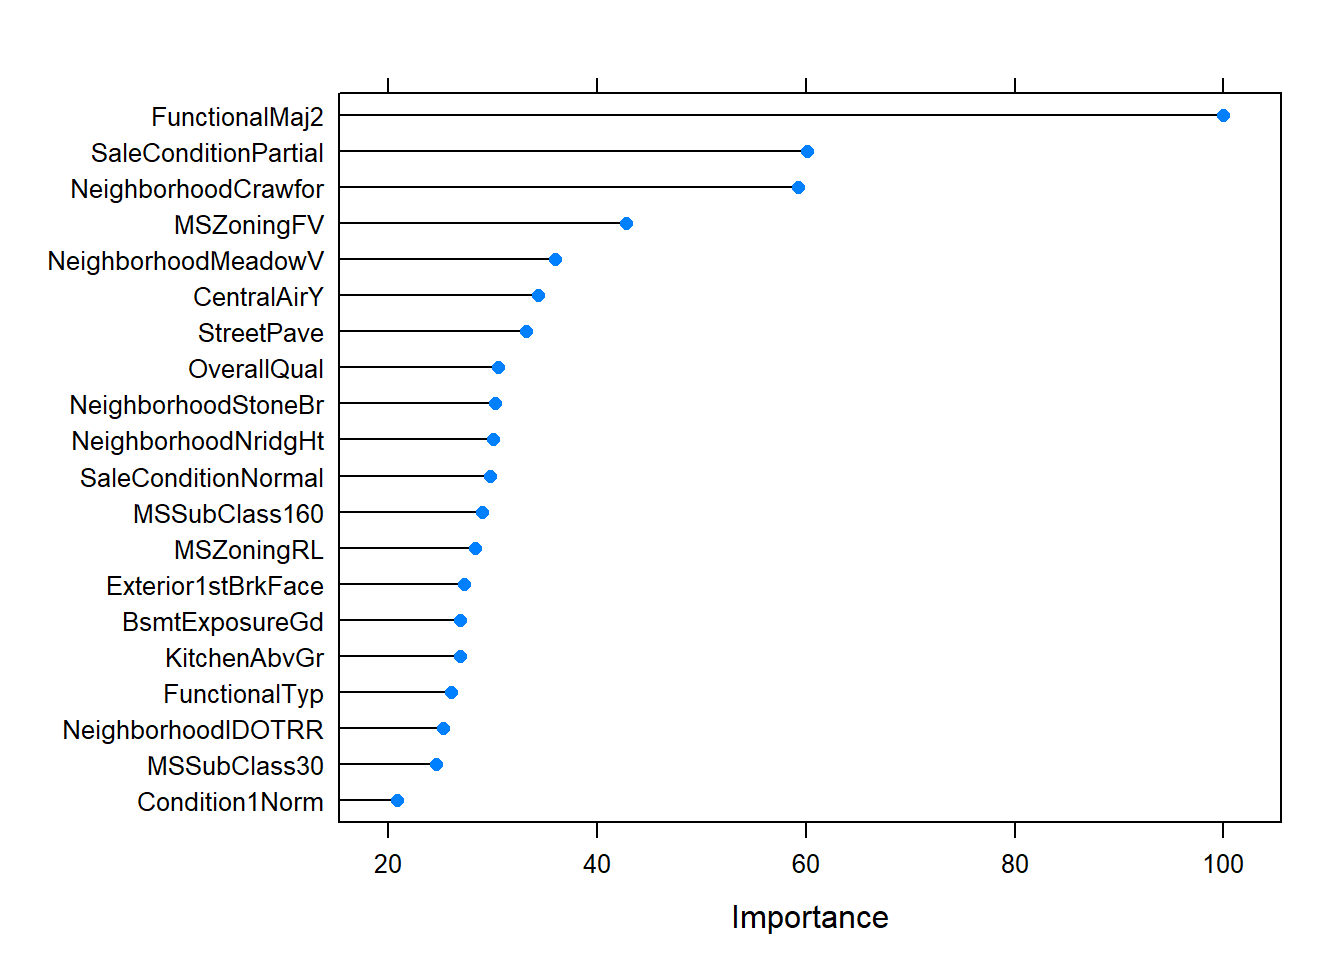 FunctionalMaj2
SaleConditionPartial
NeighborhoodCrawfor
MSZoningFV
NeighborhoodMeadowV
CentralAirY
StreetPave
OverallQual
NeighborhoodStoneBr
NeighborhoodNridgHt
SaleConditionNormal
MSSubClass160
MSZoningRL
Exterior1stBrkFace
BsmtExposureGd
KitchenAbvGr
FunctionalTyp
NeighborhoodIDOTRR
MSSubClass30
Condition1Norm
20 40 60 80 100
Importance